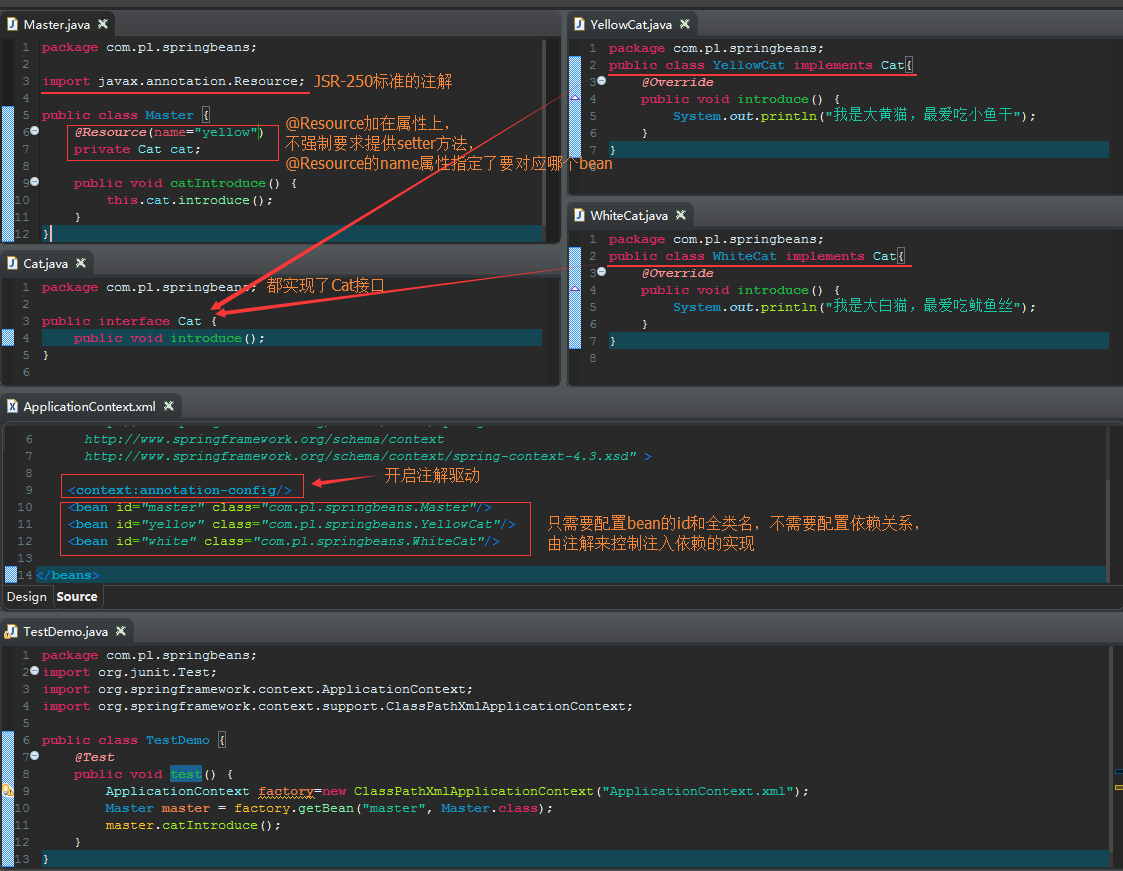 Master.java
1 package com.pl.springbeans;
2
3 import javax.annotation.Resource;
JSR-250标准的注解
4
5 public class Master {
6 @Resource(name="yellow")
7 private Cat cat;
8
@Resource加在属性上,
不强制要求提供setter方法,
@Resource的name属性指定了要对应哪个bean
9 public void catIntroduce() {
10 this.cat.introduce();
11 }
12 }
YellowCat.java
1 package com.pl.springbeans;
2 public class YellowCat implements Cat{
3 @Override
4 public void introduce() {
5 System.out.println("我是大黄猫，最爱吃小鱼干");
6 }
7 }
Cat.java
1 package com.pl.springbeans;
都实现了Cat接口
2
3 public interface Cat {
4 public void introduce();
5 }
6
WhiteCat.java
1 package com.pl.springbeans;
2 public class WhiteCat implements Cat{
3 @Override
4 public void introduce() {
5 System.out.println("我是大白猫，最爱吃鱿鱼丝");
6 }
7 }
8
ApplicationContext.xml
6 http://www.springframework.org/schema/context
7 http://www.springframework.org/schema/context/spring-context-4.3.xsd" >
8
9 <context:annotation-config/>
开启注解驱动
10 <bean id="master" class="com.pl.springbeans.Master"/>
11 <bean id="yellow" class="com.pl.springbeans.YellowCat"/>
12 <bean id="white" class="com.pl.springbeans.WhiteCat"/>
只需要配置bean的id和全类名，不需要配置依赖关系，
由注解来控制注入依赖的实现
13
14 </beans>
Design Source
TestDemo.java
1 package com.pl.springbeans;
2 import org.junit.Test;
3 import org.springframework.context.ApplicationContext;
4 import org.springframework.context.support.ClassPathXmlApplicationContext;
5
6 public class TestDemo {
7 @Test
8 public void test() {
9 ApplicationContext factory=new ClassPathXmlApplicationContext("ApplicationContext.xml");
10 Master master = factory.getBean("master", Master.class);
11 master.catIntroduce();
12 }
13 }